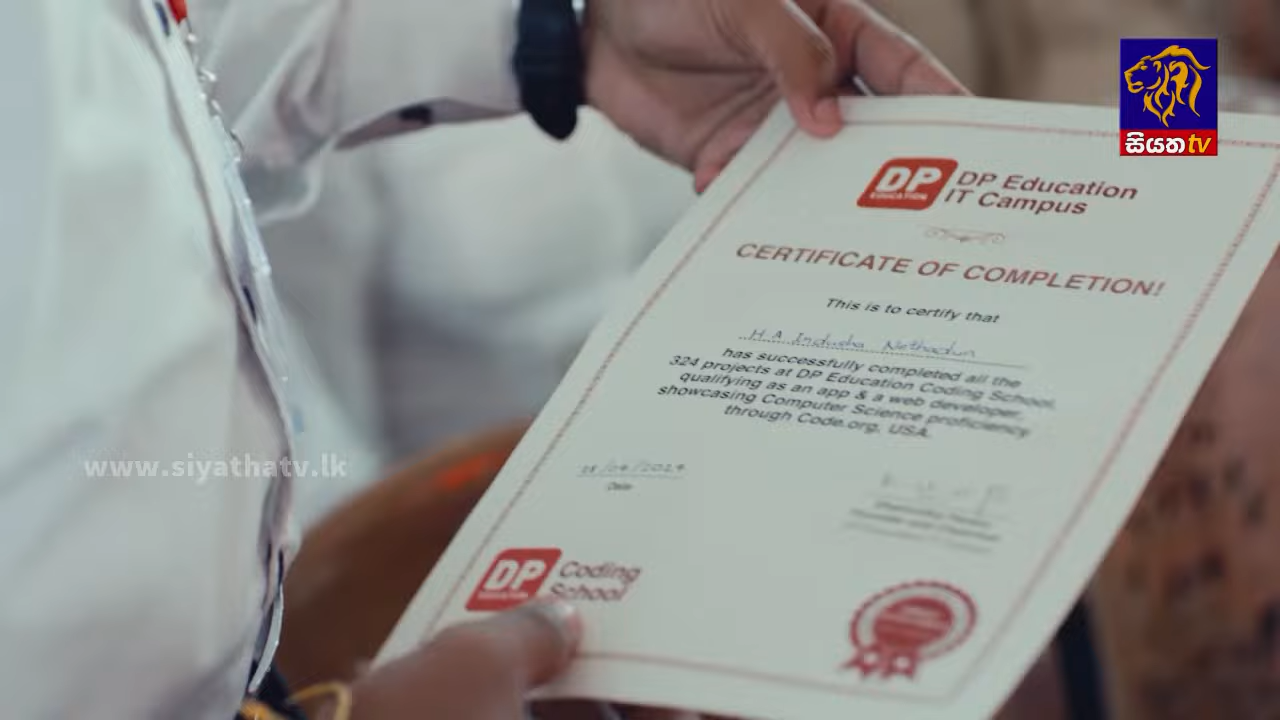 සියත tv
DP
EDUCATION
DP Education
IT Campus
CERTIFICATE OF COMPLETION!
This is to certify that
H A Indusha Nethadun
has successfully completed all the
324 projects at DP Education Coding School,
qualifying as an app & a web developer,
showcasing Computer Science proficiency
through Code.org, USA.
www.siyathatv.lk
Date
DP
EDUCATION
Coding
School